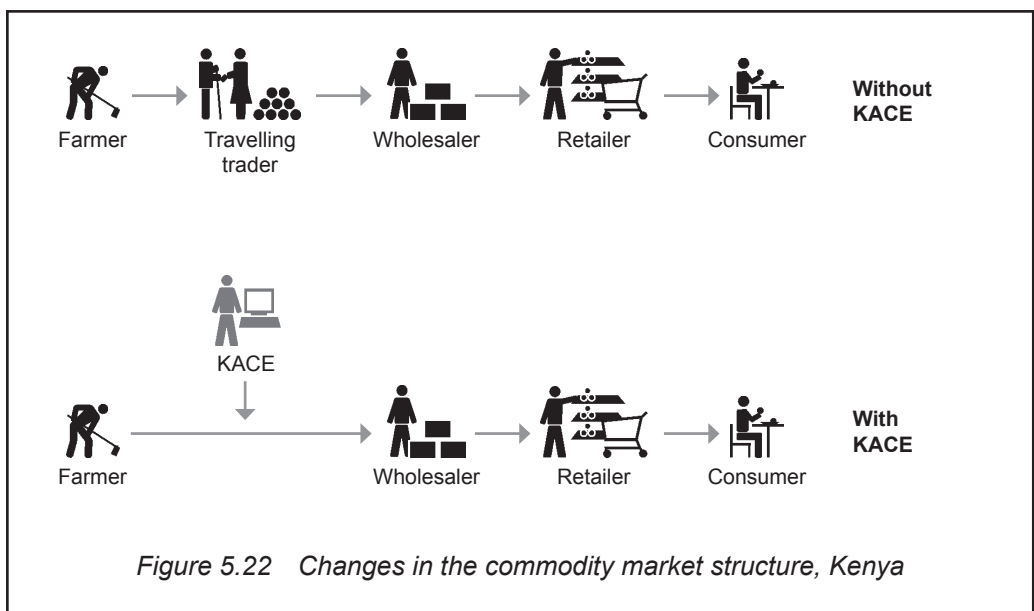 Farmer
Travelling
trader
Wholesaler
Retailer
Consumer
Without
KACE
KACE
Farmer
Wholesaler
Retailer
Consumer
With
KACE
Figure 5.22 Changes in the commodity market structure, Kenya